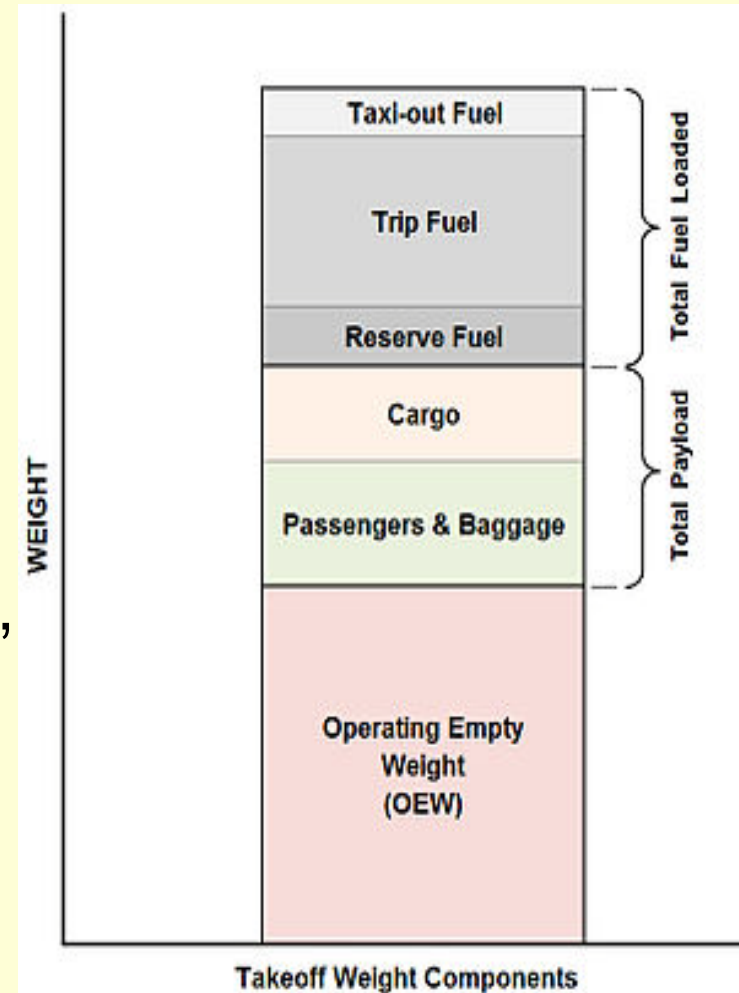 Taxi-out Fuel
Trip Fuel
Reserve Fuel
Total Fuel Loaded
Cargo
Passengers & Baggage
Total Payload
WEIGHT
,
Operating Empty
Weight
(OEW)
Takeoff Weight Components